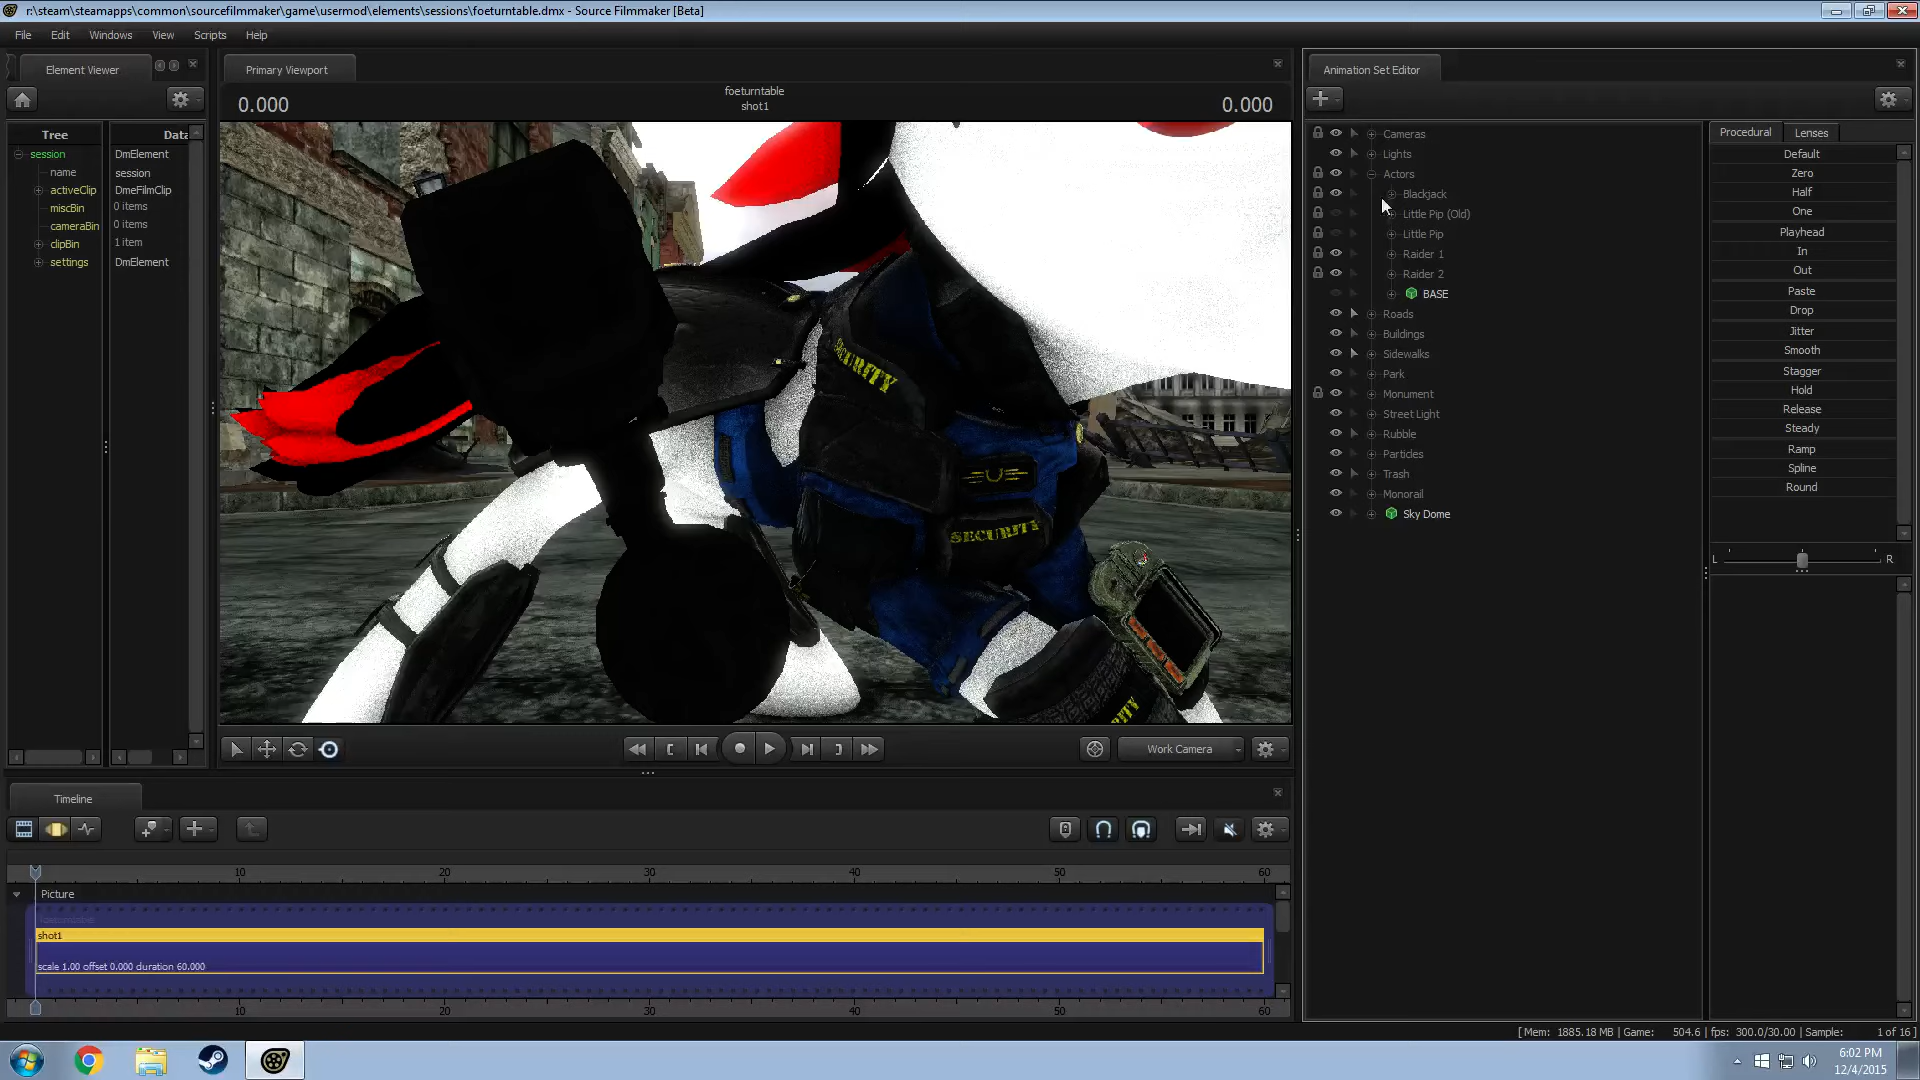 r:\steam\steamapps\common\sourcefilmmaker\game\usermod\elements\sessions\foeturntable.dmx - Source Filmmaker [Beta]
File Edit Windows View Scripts Help
Element Viewer
Primary Viewport
Animation Set Editor
0.000
foeturntable
shot1
0.000
Tree Data
session DmElement
name session
activeClip DmeFilmClip
miscBin 0 items
cameraBin 0 items
clipBin 1 item
settings DmElement
SECURITY
SECURITY
Cameras
Lights
Actors
Blackjack
Little Pip (Old)
Little Pip
Raider 1
Raider 2
BASE
Roads
Buildings
Sidewalks
Park
Monument
Street Light
Rubble
Particles
Trash
Monorail
Sky Dome
Procedural Lenses
Default
Zero
Half
One
Playhead
In
Out
Paste
Drop
Jitter
Smooth
Stagger
Hold
Release
Steady
Ramp
Spline
Round
L R
Work Camera
Timeline
10 20 30 40 50 60
Picture
shot1
scale 1.00 offset 0.000 duration 60.000
10 20 30 40 50 60
[ Mem: 1885.18 MB | Game: 504.6 | fps: 300.0/30.00 | Sample: 1 of 16 ]
6:02 PM
12/4/2015